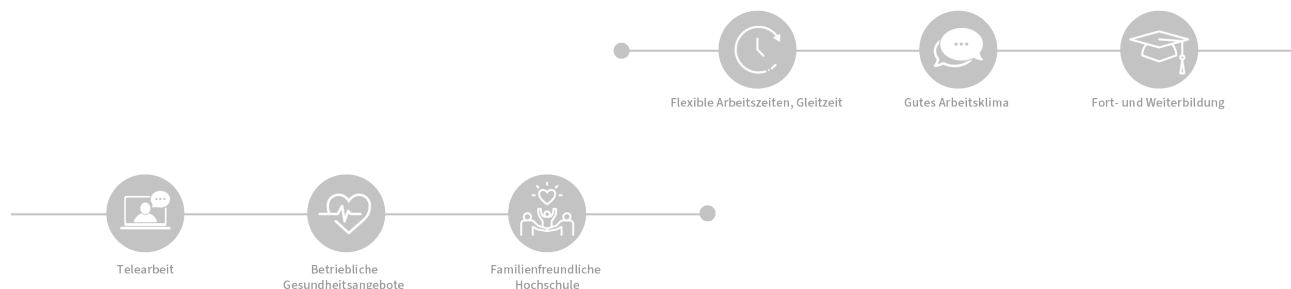 Flexible Arbeitszeiten, Gleitzeit
Gutes Arbeitsklima
Fort- und Weiterbildung
Telearbeit
Betriebliche
Gesundheitsangebote
Familienfreundliche
Hochschule